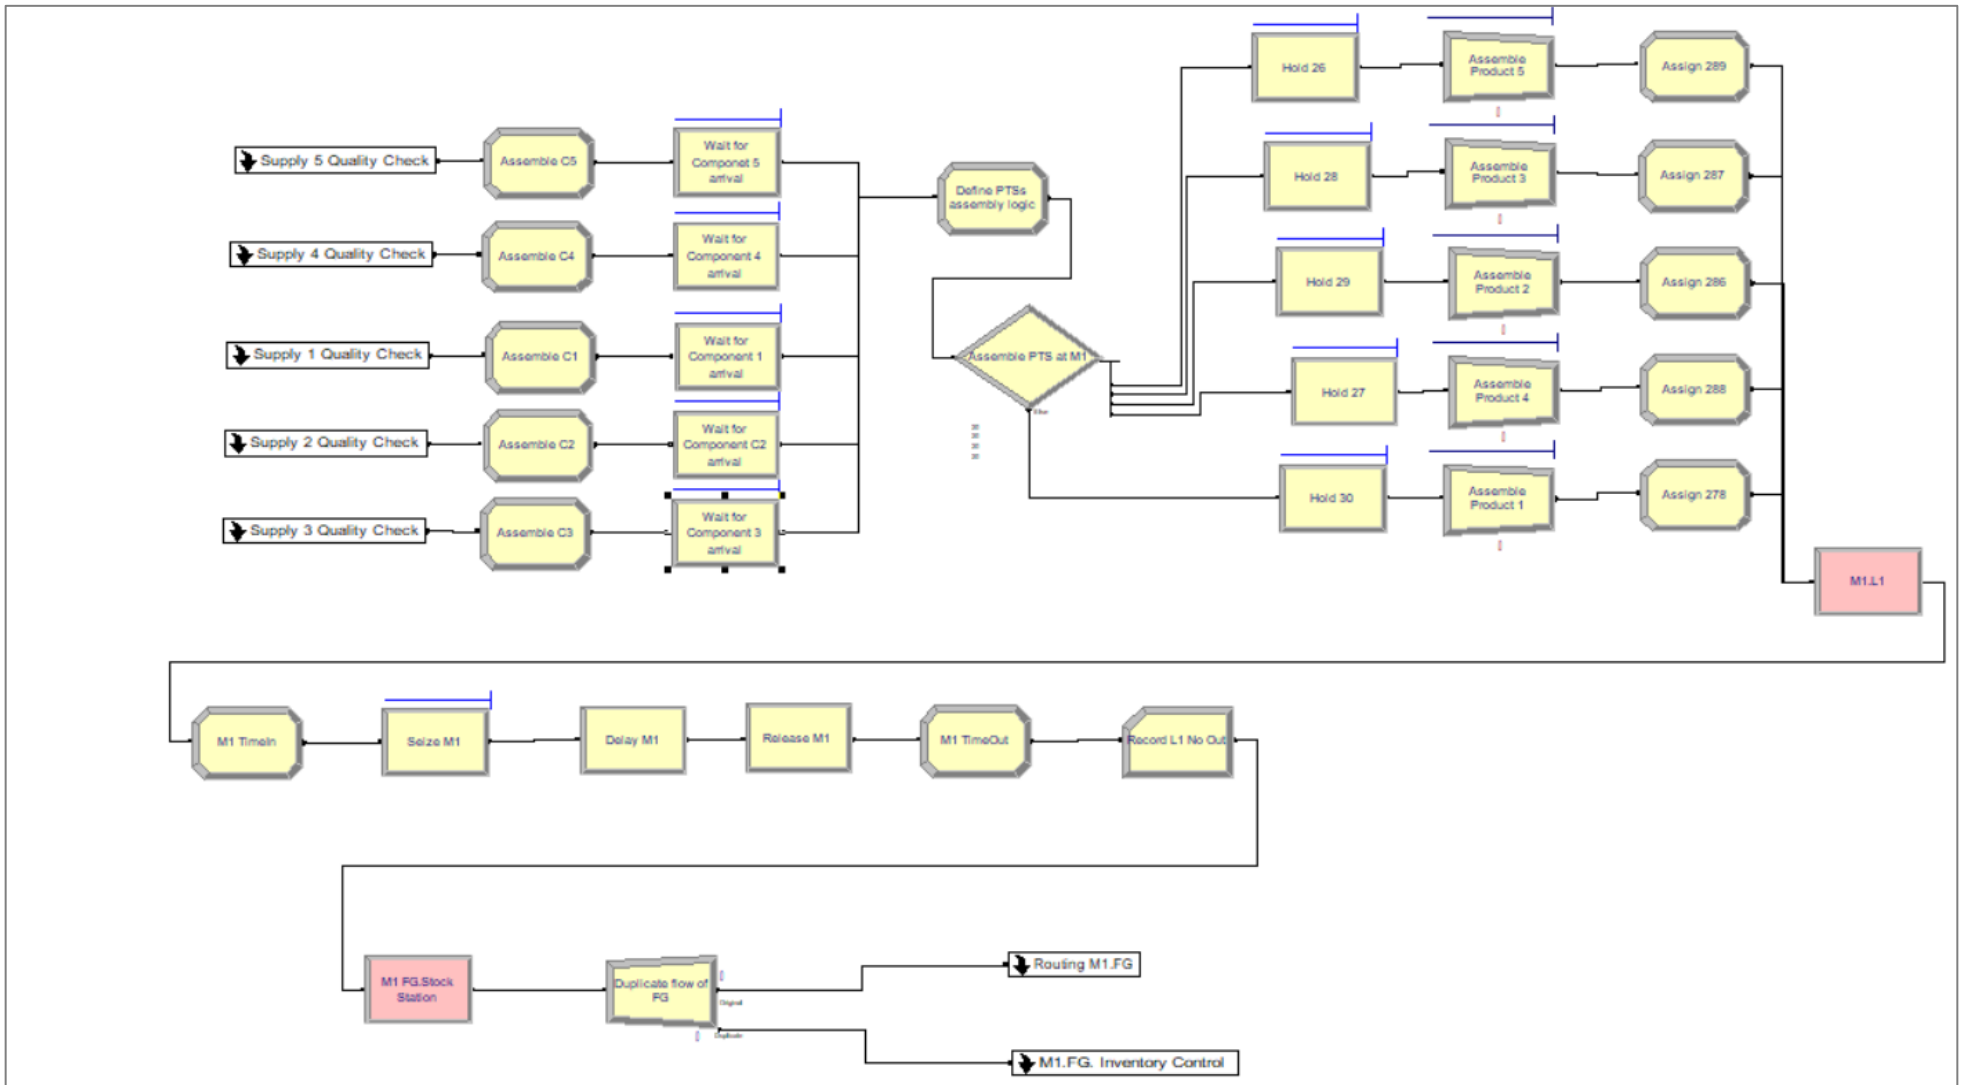 Hold 26
Assemble
Product 5
Assign 289
Supply 5 Quality Check
Assemble C5
Wait for
Componet 5
arrival
Define PTSs
assembly logic
Hold 28
Assemble
Product 3
Assign 287
Supply 4 Quality Check
Assemble C4
Wait for
Component 4
arrival
Hold 29
Assemble
Product 2
Assign 286
Supply 1 Quality Check
Assemble C1
Wait for
Component 1
arrival
Assemble PTS at M1
Else
Hold 27
Assemble
Product 4
Assign 288
Supply 2 Quality Check
Assemble C2
Wait for
Component C2
arrival
Hold 30
Assemble
Product 1
Assign 278
Supply 3 Quality Check
Assemble C3
Wait for
Component 3
arrival
M1.L1
M1 TimeIn
Seize M1
Delay M1
Release M1
M1 TimeOut
Record L1 No Out
M1 FG.Stock
Station
Duplicate flow of
FG
Original
Duplicate
Routing M1.FG
M1.FG. Inventory Control